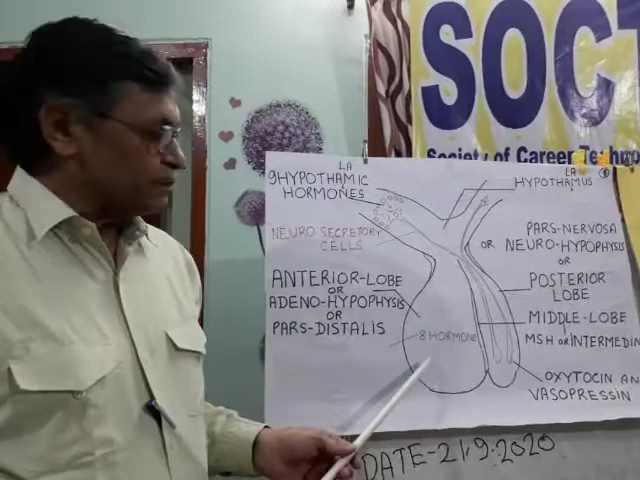 SOCT
Society of Career Techno
LA
9HYPOTHAMIC
HORMONES
NEURO SECRETORY
CELLS
ANTERIOR-LOBE
OR
ADENO-HYPOPHYSIS
OR
PARS-DISTALIS
8 HORMONE
LA
HYPOTHAMUS
PARS-NERVOSA
OR NEURO-HYPOPHYSIS
OR
POSTERIOR
LOBE
MIDDLE-LOBE
MSH OR INTERMEDIN
OXYTOCIN AN
VASOPRESSIN
DATE-21.9.2020